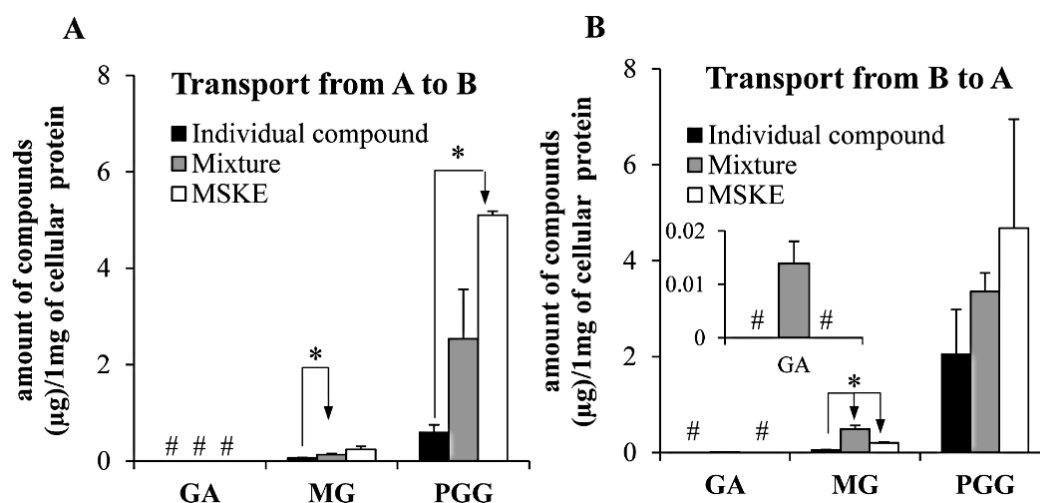 A
Transport from A to B
Individual compound
Mixture
MSKE
amount of compounds
(µg)/1mg of cellular protein
8
6
4
2
0
# # #
*
*
GA MG PGG
B
Transport from B to A
Individual compound
Mixture
MSKE
amount of compounds
(µg)/1mg of cellular protein
8
6
4
2
0
0.02
0.01
0
# #
GA
# #
*
GA MG PGG